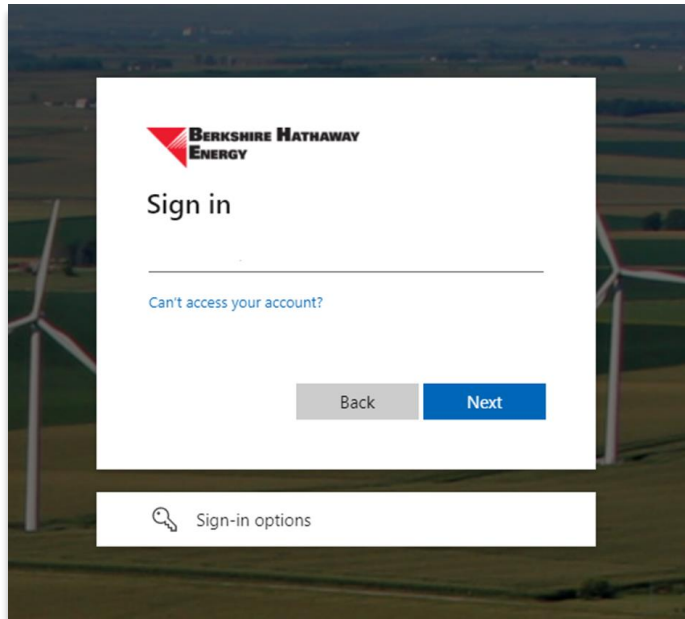 BERKSHIRE HATHAWAY
ENERGY
Sign in
Can't access your account?
Back Next
Sign-in options